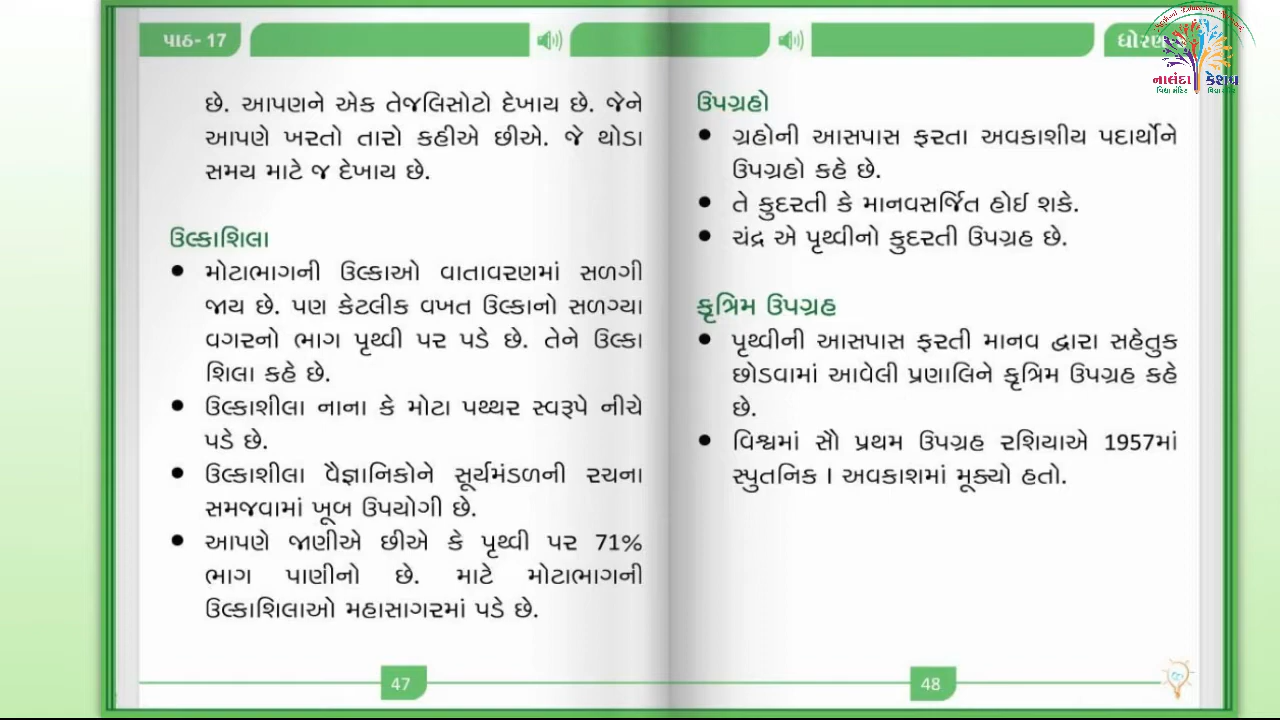 પાઠ- 17
છે. આપણને એક તેજલિસોટો દેખાય છે. જેને
આપણે ખરતો તારો કહીએ છીએ. જે થોડા
સમય માટે જ દેખાય છે.
ઉલ્કાશિલા
• મોટાભાગની ઉલ્કાઓ વાતાવરણમાં સળગી
જાય છે. પણ કેટલીક વખત ઉલ્કાનો સળગ્યા
વગરનો ભાગ પૃથ્વી પર પડે છે. તેને ઉલ્કા
શિલા કહે છે.
• ઉલ્કાશીલા નાના કે મોટા પથ્થર સ્વરૂપે નીચે
પડે છે.
• ઉલ્કાશીલા વૈજ્ઞાનિકોને સૂર્યમંડળની રચના
સમજવામાં ખૂબ ઉપયોગી છે.
• આપણે જાણીએ છીએ કે પૃથ્વી પર 71%
ભાગ પાણીનો છે. માટે મોટાભાગની
ઉલ્કાશિલાઓ મહાસાગરમાં પડે છે.
47
નાલંદા કેશવ
વિદ્યા મંદિર વિદ્યા મંદિર
ઉપગ્રહો
• ગ્રહોની આસપાસ ફરતા અવકાશીય પદાર્થોને
ઉપગ્રહો કહે છે.
• તે કુદરતી કે માનવસર્જિત હોઈ શકે.
• ચંદ્ર એ પૃથ્વીનો કુદરતી ઉપગ્રહ છે.
કૃત્રિમ ઉપગ્રહ
• પૃથ્વીની આસપાસ ફરતી માનવ દ્વારા સહેતુક
છોડવામાં આવેલી પ્રણાલિને કૃત્રિમ ઉપગ્રહ કહે
છે.
• વિશ્વમાં સૌ પ્રથમ ઉપગ્રહ રશિયાએ 1957માં
સ્પુતનિક I અવકાશમાં મૂક્યો હતો.
48